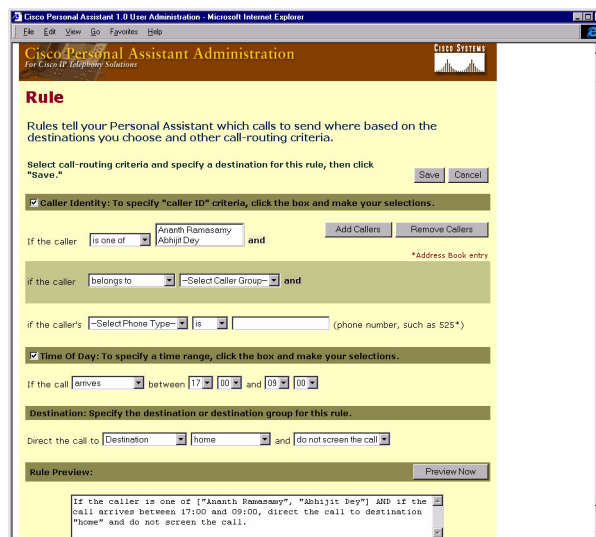 Cisco Personal Assistant 1.0 User Administration - Microsoft Internet Explorer
File Edit View Go Favorites Help
Cisco Personal Assistant Administration
For Cisco IP Telephony Solutions
CISCO SYSTEMS
Rule
Rules tell your Personal Assistant which calls to send where based on the
destinations you choose and other call-routing criteria.
Select call-routing criteria and specify a destination for this rule, then click
"Save."
Save Cancel
Caller Identity: To specify "caller ID" criteria, click the box and make your selections.
If the caller is one of Ananth Ramasamy
Abhijit Dey and Add Callers Remove Callers
*Address Book entry
if the caller belongs to --Select Caller Group-- and
if the caller's --Select Phone Type-- is (phone number, such as 525*)
Time Of Day: To specify a time range, click the box and make your selections.
If the call arrives between 17 00 and 09 00
Destination: Specify the destination or destination group for this rule.
Direct the call to Destination home and do not screen the call
Rule Preview: Preview Now
If the caller is one of ["Ananth Ramasamy", "Abhijit Dey"] AND if the
call arrives between 17:00 and 09:00, direct the call to destination
"home" and do not screen the call.